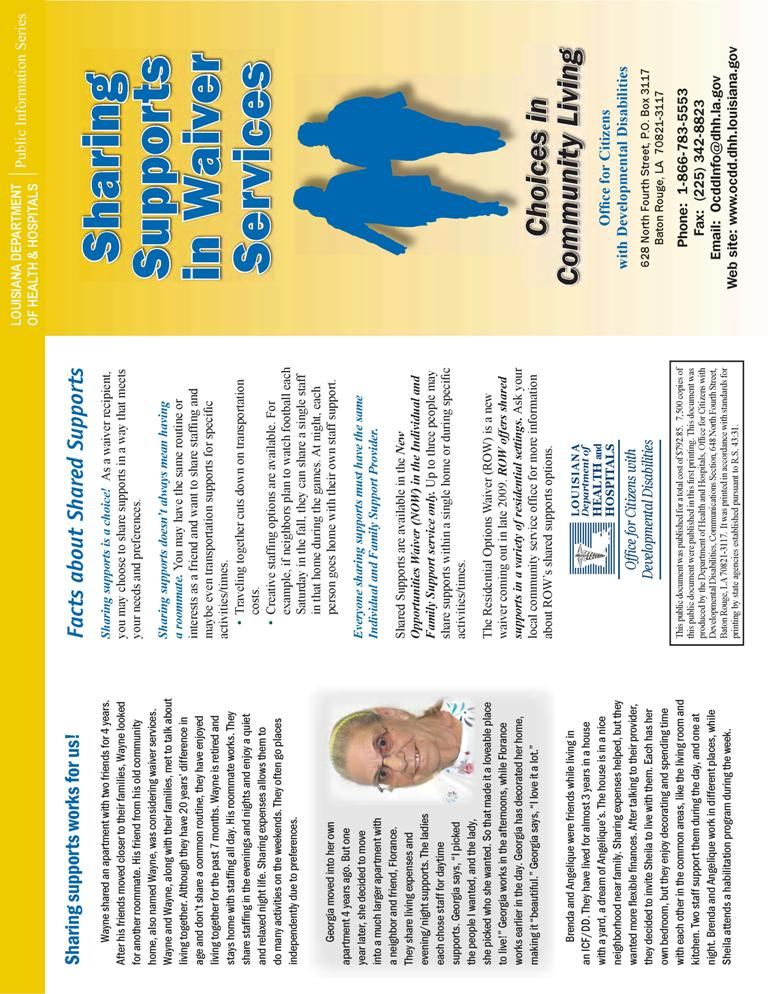 Sharing supports works for us!
Wayne shared an apartment with two friends for 4 years.
After his friends moved closer to their families, Wayne looked
for another roommate. His friend from his old community
home, also named Wayne, was considering waiver services.
Wayne and Wayne, along with their families, met to talk about
living together. Although they have 20 years' difference in
age and don't share a common routine, they have enjoyed
living together for the past 7 months. Wayne is retired and
stays home with staffing all day. His roommate works. They
share staffing in the evenings and nights and enjoy a quiet
and relaxed night life. Sharing expenses allows them to
do many activities on the weekends. They often go places
independently due to preferences.
Georgia moved into her own
apartment 4 years ago. But one
year later, she decided to move
into a much larger apartment with
a neighbor and friend, Florance.
They share living expenses and
evening/night supports. The ladies
each chose staff for daytime
supports. Georgia says, “I picked
the people I wanted, and the lady,
she picked who she wanted. So that made it a loveable place
to live!” Georgia works in the afternoons, while Florance
works earlier in the day. Georgia has decorated her home,
making it “beautiful.” Georgia says, “I love it a lot.”
Brenda and Angelique were friends while living in
an ICF/DD. They have lived for almost 3 years in a house
with a yard, a dream of Angelique's. The house is in a nice
neighborhood near family. Sharing expenses helped, but they
wanted more flexible finances. After talking to their provider,
they decided to invite Sheila to live with them. Each has her
own bedroom, but they enjoy decorating and spending time
with each other in the common areas, like the living room and
kitchen. Two staff support them during the day, and one at
night. Brenda and Angelique work in different places, while
Sheila attends a habilitation program during the week.
Facts about Shared Supports
Sharing supports is a choice! As a waiver recipient,
you may choose to share supports in a way that meets
your needs and preferences.
Sharing supports doesn't always mean having
a roommate. You may have the same routine or
interests as a friend and want to share staffing and
maybe even transportation supports for specific
activities/times.
• Traveling together cuts down on transportation
costs.
• Creative staffing options are available. For
example, if neighbors plan to watch football each
Saturday in the fall, they can share a single staff
in that home during the games. At night, each
person goes home with their own staff support.
Everyone sharing supports must have the same
Individual and Family Support Provider.
Shared Supports are available in the New
Opportunities Waiver (NOW) in the Individual and
Family Support service only. Up to three people may
share supports within a single home or during specific
activities/times.
The Residential Options Waiver (ROW) is a new
waiver coming out in late 2009. ROW offers shared
supports in a variety of residential settings. Ask your
local community service office for more information
about ROW's shared supports options.
LOUISIANA
Department of
HEALTH and
HOSPITALS
Office for Citizens with
Developmental Disabilities
This public document was published for a total cost of $792.85. 7,500 copies of
this public document were published in this first printing. This document was
produced by the Department of Health and Hospitals, Office for Citizens with
Developmental Disabilities, Communications Section, 648 North Fourth Street,
Baton Rouge, LA 70821-3117. It was printed in accordance with standards for
printing by state agencies established pursuant to R.S. 43:31.
LOUISIANA DEPARTMENT
OF HEALTH & HOSPITALS
Public Information Series
Sharing
Supports
in Waiver
Services
Choices in
Community Living
Office for Citizens
with Developmental Disabilities
628 North Fourth Street, P.O. Box 3117
Baton Rouge, LA 70821-3117
Phone: 1-866-783-5553
Fax: (225) 342-8823
Email: OcddInfo@dhh.la.gov
Web site: www.ocdd.dhh.louisiana.gov